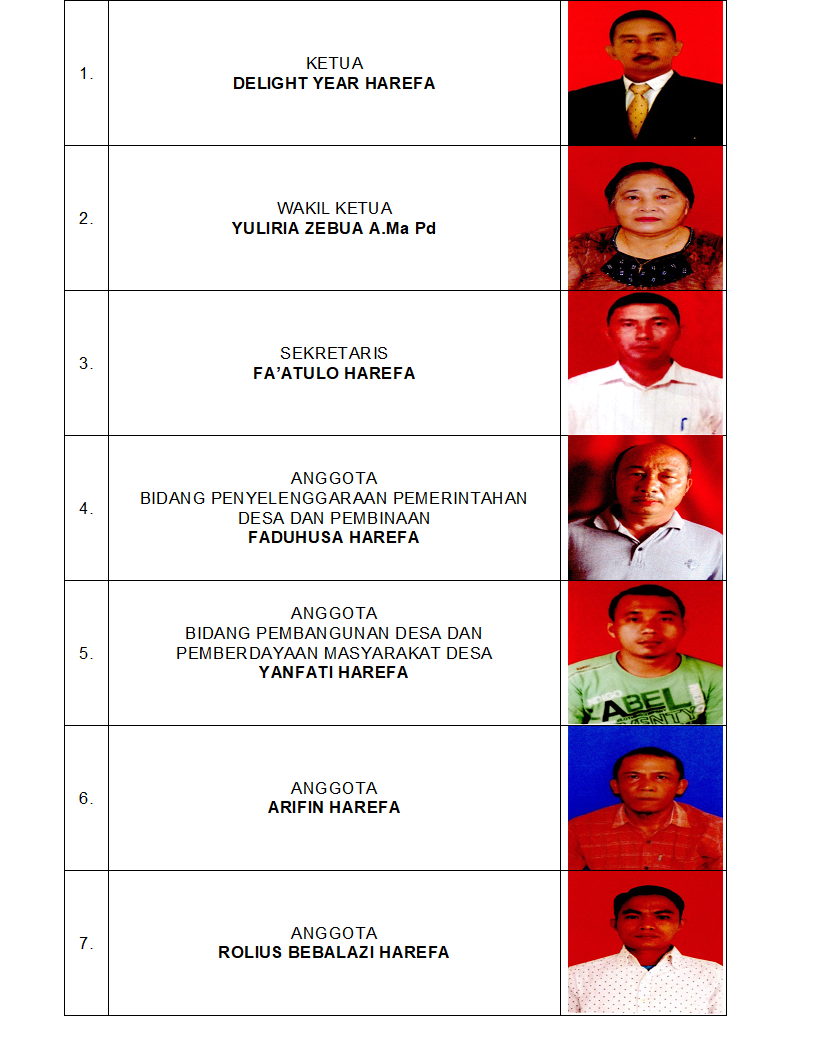 1.
KETUA
DELIGHT YEAR HAREFA
2.
WAKIL KETUA
YULIRIA ZEBUA A.Ma Pd
3.
SEKRETARIS
FA’ATULO HAREFA
4.
ANGGOTA
BIDANG PENYELENGGARAAN PEMERINTAHAN
DESA DAN PEMBINAAN
FADUHUSA HAREFA
5.
ANGGOTA
BIDANG PEMBANGUNAN DESA DAN
PEMBERDAYAAN MASYARAKAT DESA
YANFATI HAREFA
ABEL
6.
ANGGOTA
ARIFIN HAREFA
7.
ANGGOTA
ROLIUS BEBALAZI HAREFA